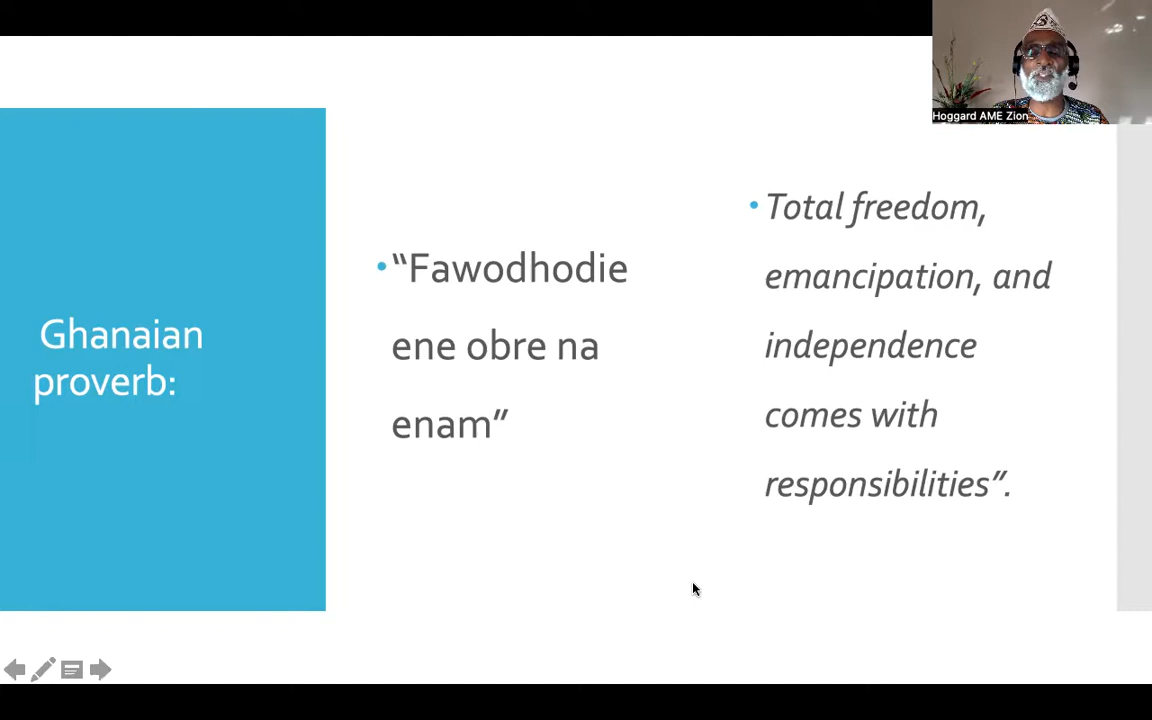 Hoggard AME Zion
Ghanaian
proverb:
• “Fawodhodie
ene obre na
enam”
• Total freedom,
emancipation, and
independence
comes with
responsibilities”.